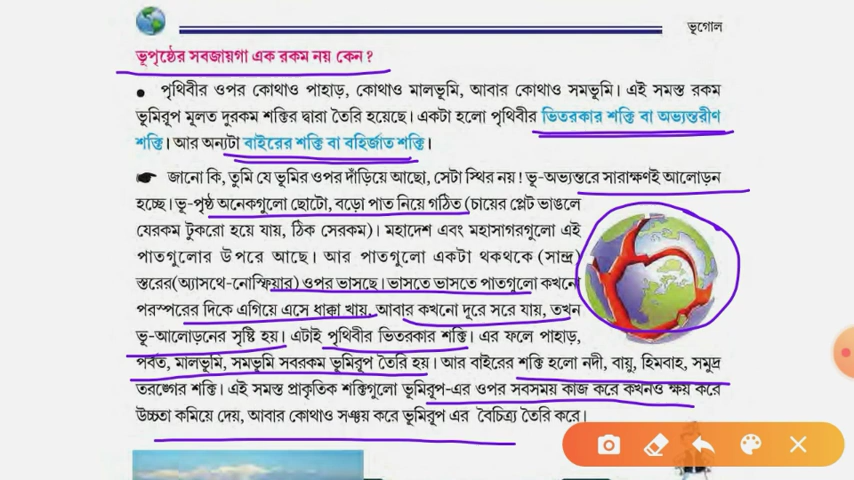 ভূগোল
ভূপৃষ্ঠের সবজায়গা এক রকম নয় কেন ?
● পৃথিবীর ওপর কোথাও পাহাড়, কোথাও মালভূমি, আবার কোথাও সমভূমি। এই সমস্ত রকম
ভূমিরূপ মূলত দুরকম শক্তির দ্বারা তৈরি হয়েছে। একটা হলো পৃথিবীর ভিতরকার শক্তি বা অভ্যন্তরীণ
শক্তি। আর অন্যটা বাইরের শক্তি বা বহির্জাত শক্তি।
☛ জানো কি, তুমি যে ভূমির ওপর দাঁড়িয়ে আছো, সেটা স্থির নয়! ভূ-অভ্যন্তরে সারাক্ষণই আলোড়ন
হচ্ছে। ভূ-পৃষ্ঠ অনেকগুলো ছোটো, বড়ো পাত নিয়ে গঠিত (চায়ের প্লেট ভাঙলে
যেরকম টুকরো হয়ে যায়, ঠিক সেরকম)। মহাদেশ এবং মহাসাগরগুলো এই
পাতগুলোর উপরে আছে। আর পাতগুলো একটা থকথকে (সান্দ্র)
স্তরের(অ্যাসথে-নোস্ফিয়ার) ওপর ভাসছে। ভাসতে ভাসতে পাতগুলো কখনো
পরস্পরের দিকে এগিয়ে এসে ধাক্কা খায়, আবার কখনো দূরে সরে যায়, তখন
ভূ-আলোড়নের সৃষ্টি হয়। এটাই পৃথিবীর ভিতরকার শক্তি। এর ফলে পাহাড়,
পর্বত, মালভূমি, সমভূমি সবরকম ভূমিরূপ তৈরি হয়। আর বাইরের শক্তি হলো নদী, বায়ু, হিমবাহ, সমুদ্র
তরঙ্গের শক্তি। এই সমস্ত প্রাকৃতিক শক্তিগুলো ভূমিরূপ-এর ওপর সবসময় কাজ করে কখনও ক্ষয় করে
উচ্চতা কমিয়ে দেয়, আবার কোথাও সঞ্চয় করে ভূমিরূপ এর বৈচিত্র্য তৈরি করে।